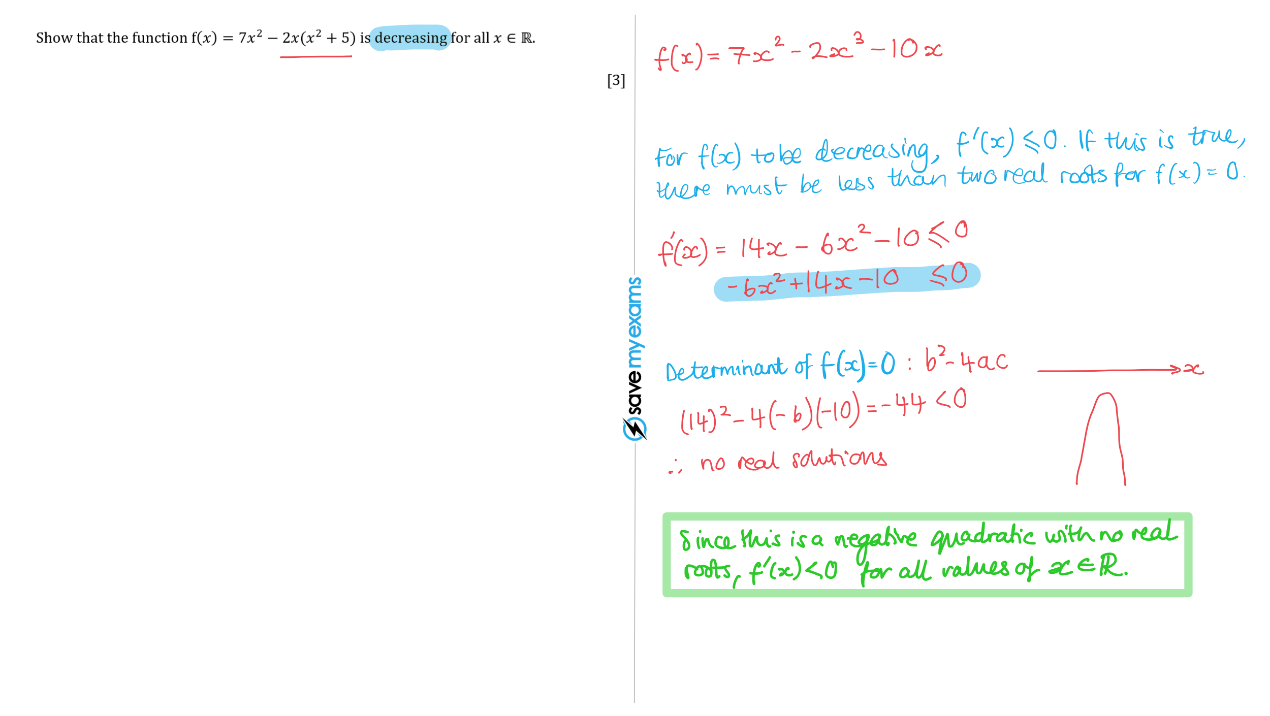 Show that the function f(x) = 7x² − 2x(x² + 5) is decreasing for all x ∈ ℝ.
[3]
f(x) = 7x² - 2x³ - 10x
For f(x) to be decreasing, f'(x) ⩽ 0. If this is true,
there must be less than two real roots for f(x) = 0.
f'(x) = 14x - 6x² - 10 ⩽ 0
-6x² + 14x - 10 ⩽ 0
Determinant of f(x)=0 : b² - 4ac
(14)² - 4(-6)(-10) = -44 < 0
∴ no real solutions
x
Since this is a negative quadratic with no real
roots, f'(x) < 0 for all values of x ∈ ℝ.
save my exams